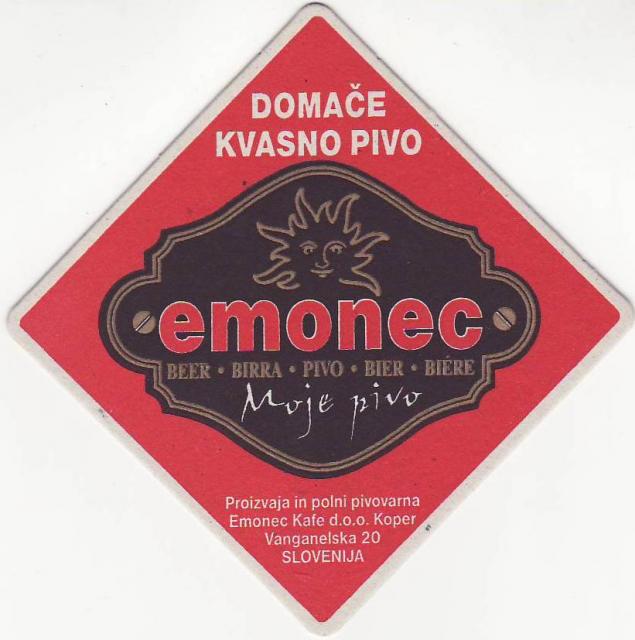 DOMAČE
KVASNO PIVO
emonec
BEER • BIRRA • PIVO • BIER • BIÉRE
Moje pivo
Proizvaja in polni pivovarna
Emonec Kafe d.o.o. Koper
Vanganelska 20
SLOVENIJA